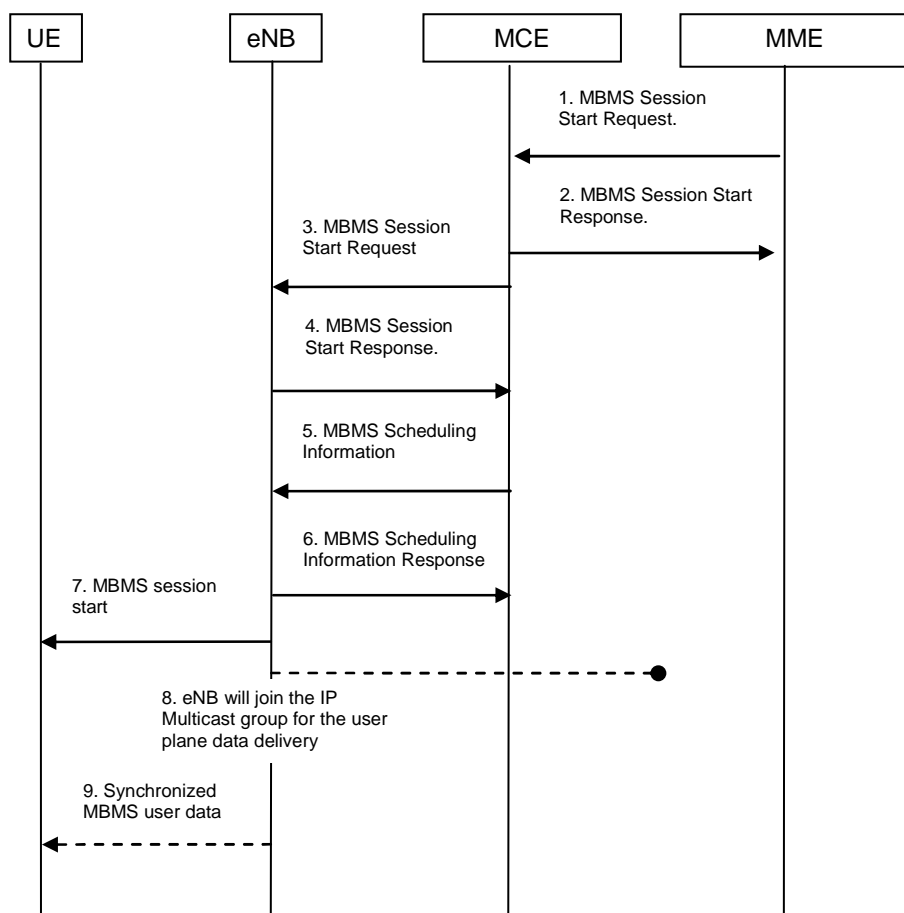 UE
eNB
MCE
MME
1. MBMS Session
Start Request.
2. MBMS Session Start
Response.
3. MBMS Session
Start Request
4. MBMS Session
Start Response.
5. MBMS Scheduling
Information
6. MBMS Scheduling
Information Response
7. MBMS session
start
8. eNB will join the IP
Multicast group for the user
plane data delivery
9. Synchronized
MBMS user data